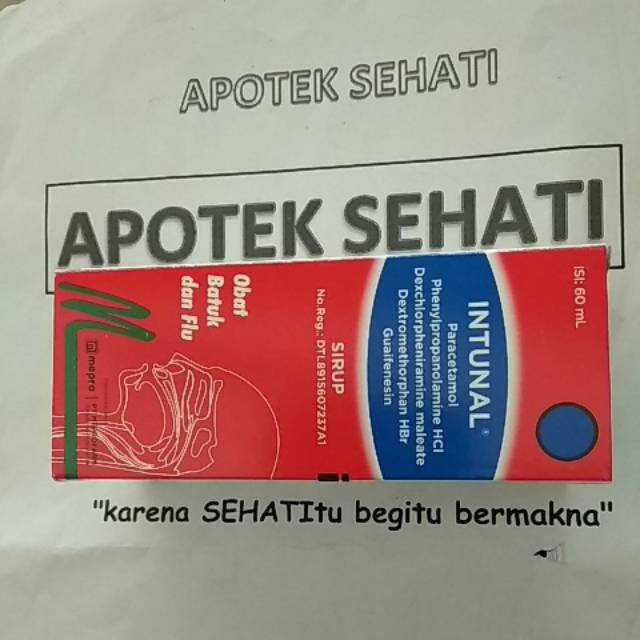 APOTEK SEHATI
APOTEK SEHATI
ISI: 60 mL
INTUNAL®
Paracetamol
Phenylpropanolamine HCl
Dexchlorpheniramine maleate
Dextromethorphan HBr
Guaifenesin
SIRUP
No.Reg.: DTL8915607237A1
Obat
Batuk
dan Flu
mepro
"karena SEHATItu begitu bermakna"